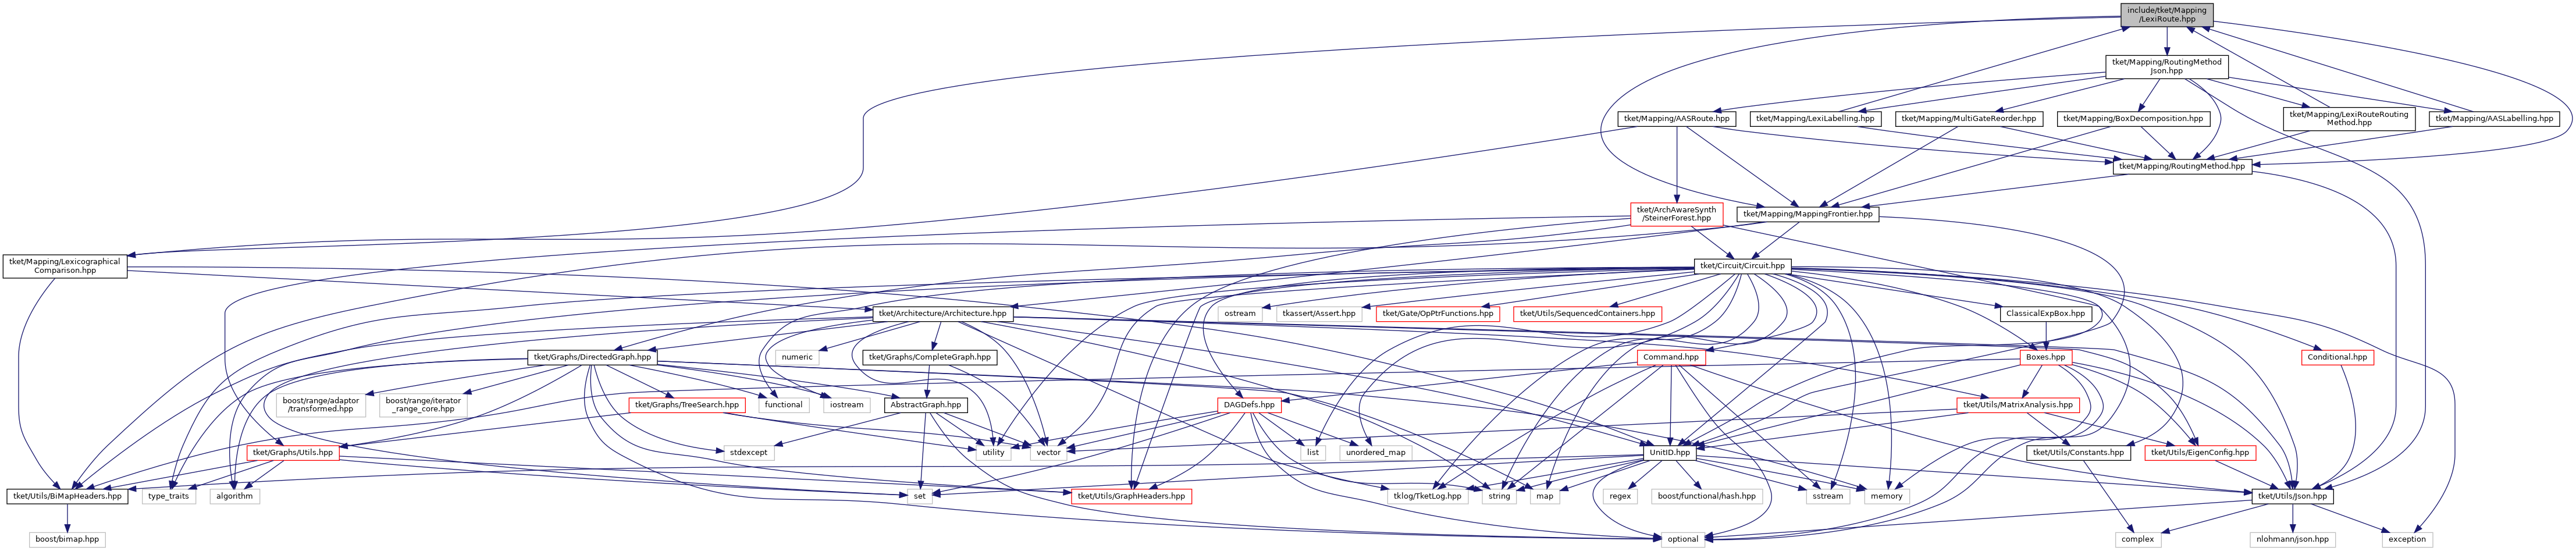 include/tket/Mapping
/LexiRoute.hpp
tket/Mapping/RoutingMethod
Json.hpp
tket/Mapping/AASRoute.hpp
tket/Mapping/LexiLabelling.hpp
tket/Mapping/MultiGateReorder.hpp
tket/Mapping/BoxDecomposition.hpp
tket/Mapping/LexiRouteRouting
Method.hpp
tket/Mapping/AASLabelling.hpp
tket/Mapping/RoutingMethod.hpp
tket/ArchAwareSynth
/SteinerForest.hpp
tket/Mapping/MappingFrontier.hpp
tket/Mapping/Lexicographical
Comparison.hpp
tket/Circuit/Circuit.hpp
tket/Architecture/Architecture.hpp
ostream
tkassert/Assert.hpp
tket/Gate/OpPtrFunctions.hpp
tket/Utils/SequencedContainers.hpp
ClassicalExpBox.hpp
tket/Graphs/DirectedGraph.hpp
numeric
tket/Graphs/CompleteGraph.hpp
Command.hpp
Boxes.hpp
Conditional.hpp
boost/range/adaptor
/transformed.hpp
boost/range/iterator
_range_core.hpp
tket/Graphs/TreeSearch.hpp
functional
iostream
AbstractGraph.hpp
DAGDefs.hpp
tket/Utils/MatrixAnalysis.hpp
tket/Graphs/Utils.hpp
stdexcept
utility
vector
list
unordered_map
UnitID.hpp
tket/Utils/Constants.hpp
tket/Utils/EigenConfig.hpp
tket/Utils/BiMapHeaders.hpp
type_traits
algorithm
set
tket/Utils/GraphHeaders.hpp
tklog/TketLog.hpp
string
map
regex
boost/functional/hash.hpp
sstream
memory
tket/Utils/Json.hpp
boost/bimap.hpp
optional
complex
nlohmann/json.hpp
exception